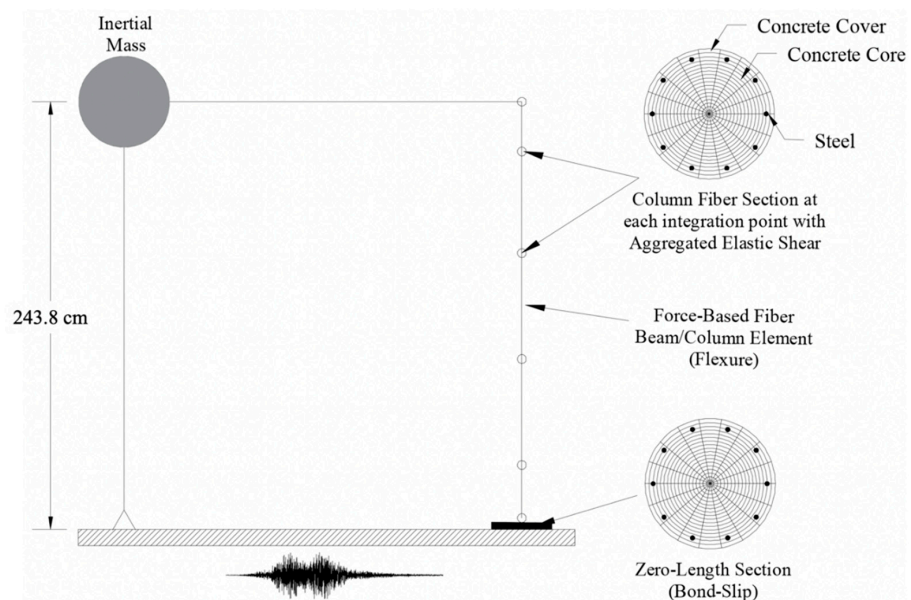 Inertial
Mass
Concrete Cover
Concrete Core
Steel
Column Fiber Section at
each integration point with
Aggregated Elastic Shear
243.8 cm
Force-Based Fiber
Beam/Column Element
(Flexure)
Zero-Length Section
(Bond-Slip)